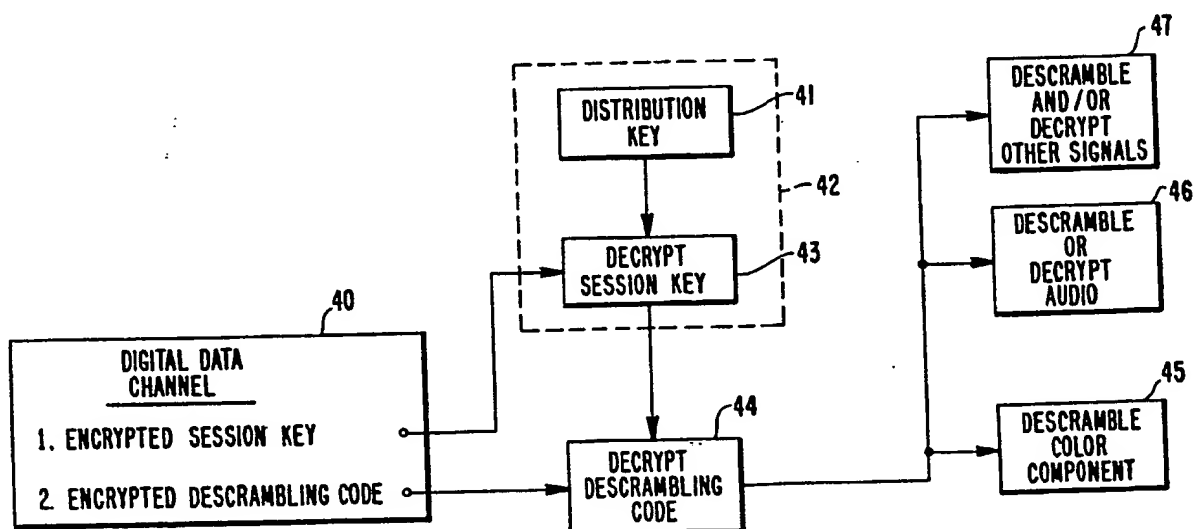 47
DESCRAMBLE
AND/OR
DECRYPT
OTHER SIGNALS
41
DISTRIBUTION
KEY
42
46
DESCRAMBLE
OR
DECRYPT
AUDIO
43
DECRYPT
SESSION KEY
40
DIGITAL DATA
CHANNEL
1. ENCRYPTED SESSION KEY
2. ENCRYPTED DESCRAMBLING CODE
44
DECRYPT
DESCRAMBLING
CODE
45
DESCRAMBLE
COLOR
COMPONENT